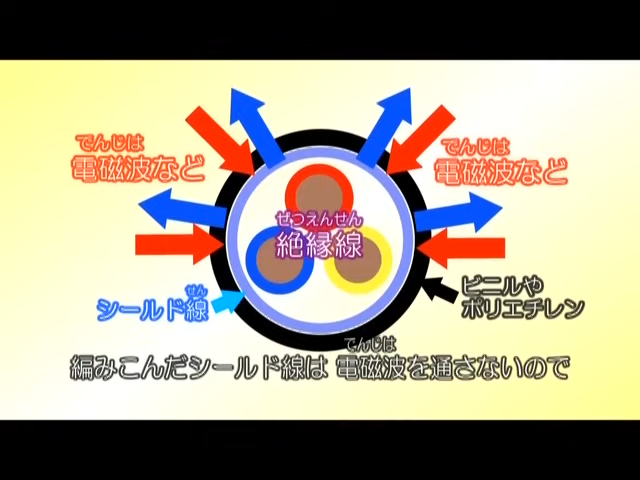 でんじは
電磁波など
でんじは
電磁波など
ぜつえんせん
絶縁線
せん
シールド線
ビニルや
ポリエチレン
でんじは
編みこんだシールド線は 電磁波を通さないので